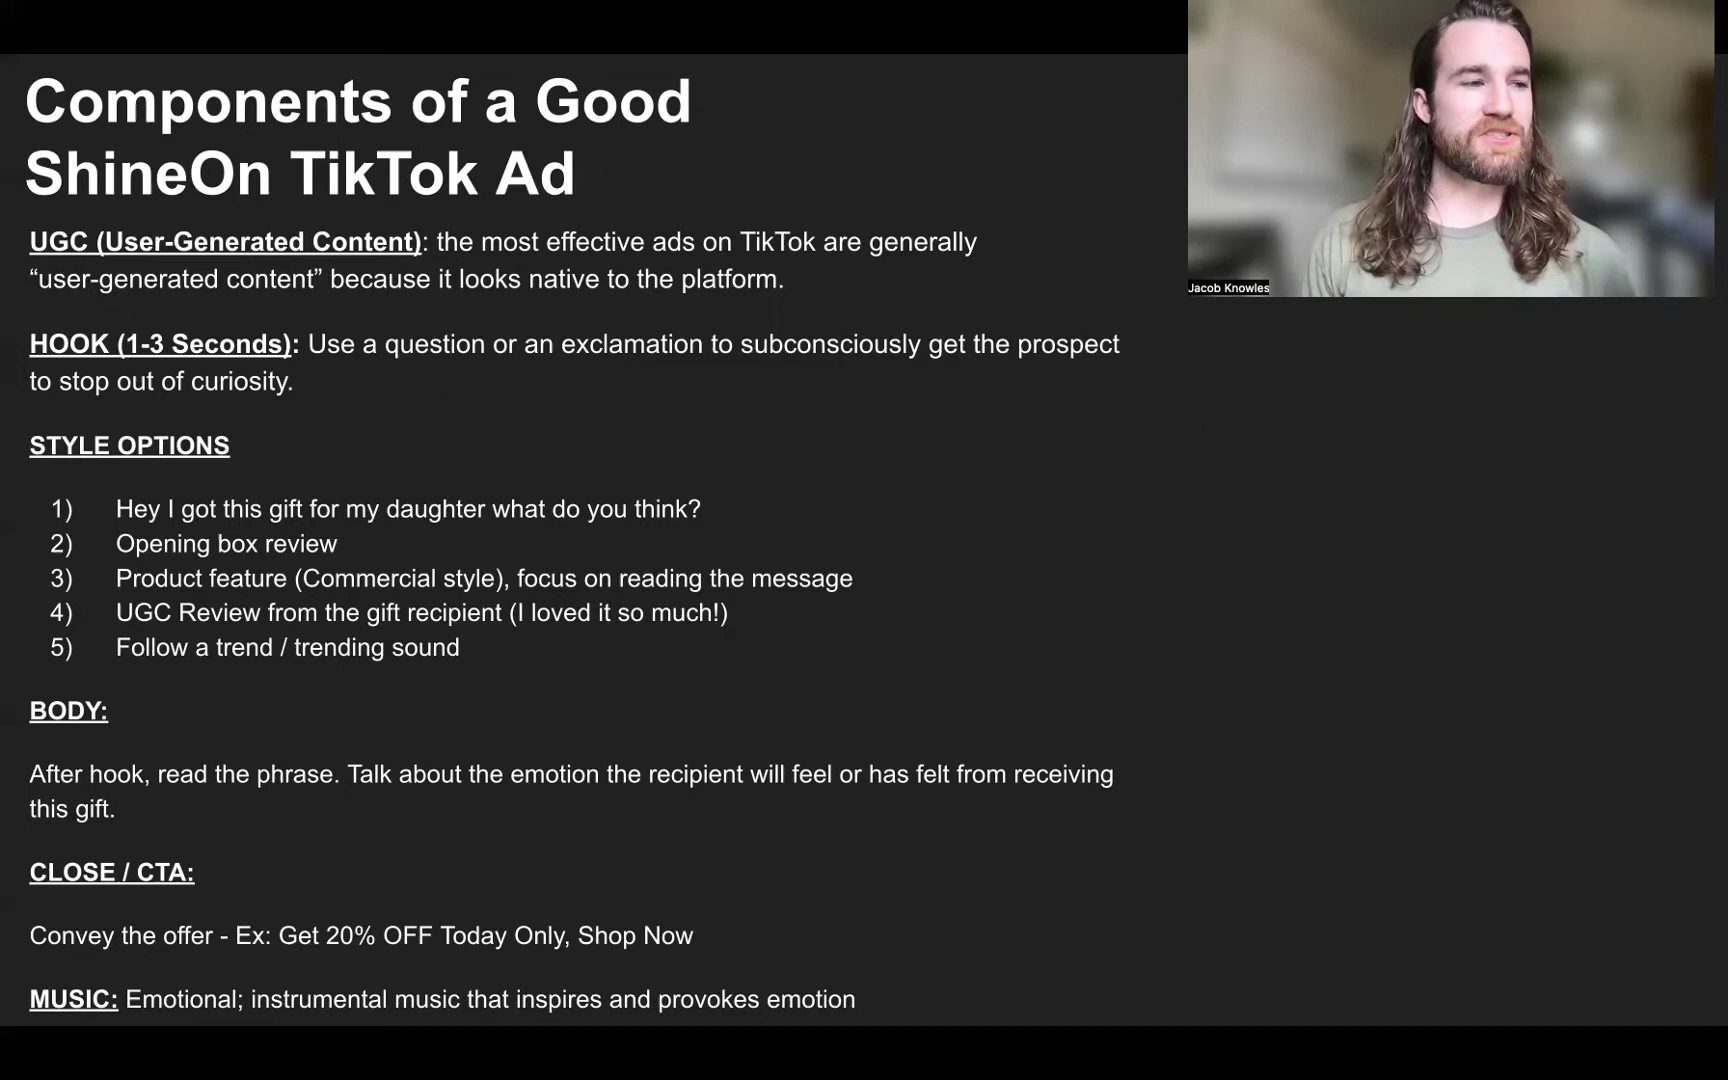 Components of a Good
ShineOn TikTok Ad
UGC (User-Generated Content): the most effective ads on TikTok are generally
“user-generated content” because it looks native to the platform.
HOOK (1-3 Seconds): Use a question or an exclamation to subconsciously get the prospect
to stop out of curiosity.
STYLE OPTIONS
1) Hey I got this gift for my daughter what do you think?
2) Opening box review
3) Product feature (Commercial style), focus on reading the message
4) UGC Review from the gift recipient (I loved it so much!)
5) Follow a trend / trending sound
BODY:
After hook, read the phrase. Talk about the emotion the recipient will feel or has felt from receiving
this gift.
CLOSE / CTA:
Convey the offer - Ex: Get 20% OFF Today Only, Shop Now
MUSIC: Emotional; instrumental music that inspires and provokes emotion
Jacob Knowles